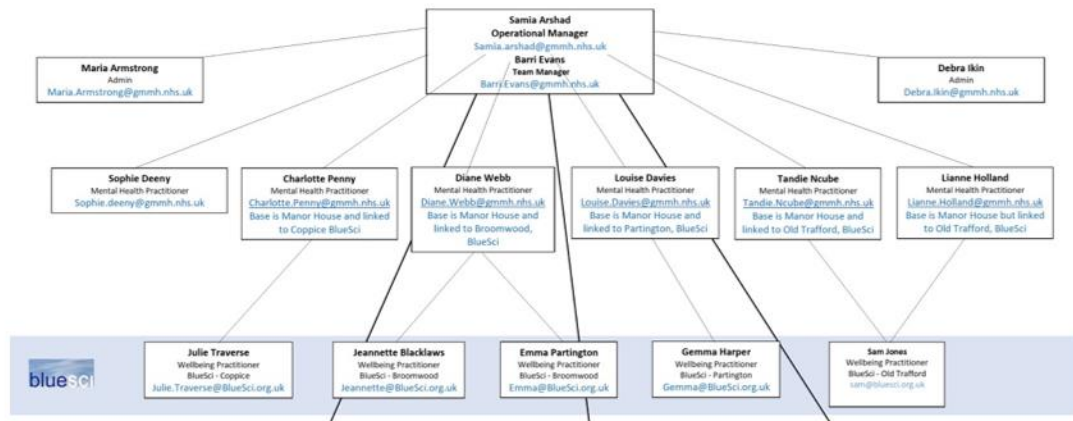 Samia Arshad
Operational Manager
Samia.arshad@gmmh.nhs.uk
Barri Evans
Team Manager
Barri.Evans@gmmh.nhs.uk
Maria Armstrong
Admin
Maria.Armstrong@gmmh.nhs.uk
Debra Ikin
Admin
Debra.Ikin@gmmh.nhs.uk
Sophie Deeny
Mental Health Practitioner
Sophie.deeny@gmmh.nhs.uk
Charlotte Penny
Mental Health Practitioner
Charlotte.Penny@gmmh.nhs.uk
Base is Manor House and linked
to Coppice BlueSci
Diane Webb
Mental Health Practitioner
Diane.Webb@gmmh.nhs.uk
Base is Manor House and
linked to Broomwood,
BlueSci
Louise Davies
Mental Health Practitioner
Louise.Davies@gmmh.nhs.uk
Base is Manor House and
linked to Partington, BlueSci
Tandie Ncube
Mental Health Practitioner
Tandie.Ncube@gmmh.nhs.uk
Base is Manor House and
linked to Old Trafford, BlueSci
Lianne Holland
Mental Health Practitioner
Lianne.Holland@gmmh.nhs.uk
Base is Manor House but linked
to Old Trafford, BlueSci
bluesci
Julie Traverse
Wellbeing Practitioner
BlueSci - Coppice
Julie.Traverse@BlueSci.org.uk
Jeannette Blacklaws
Wellbeing Practitioner
BlueSci - Broomwood
Jeannette@BlueSci.org.uk
Emma Partington
Wellbeing Practitioner
BlueSci - Broomwood
Emma@BlueSci.org.uk
Gemma Harper
Wellbeing Practitioner
BlueSci - Partington
Gemma@BlueSci.org.uk
Sam Jones
Wellbeing Practitioner
BlueSci - Old Trafford
sam@bluesci.org.uk